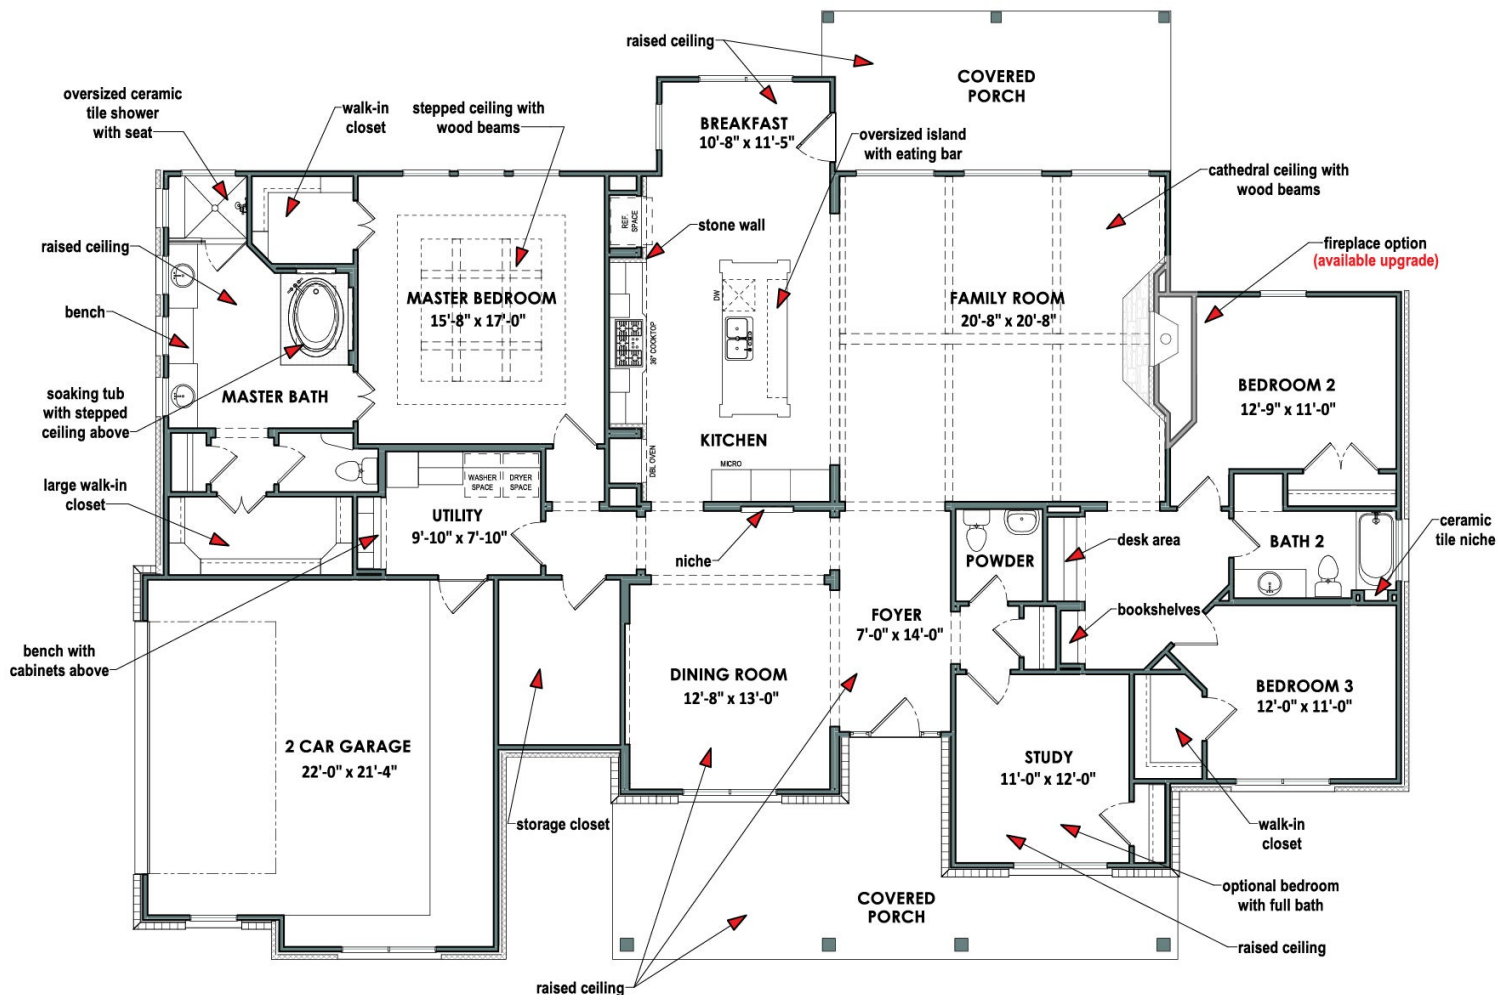 raised ceiling
COVERED
PORCH
oversized ceramic
tile shower
with seat
walk-in
closet
stepped ceiling with
wood beams
BREAKFAST
10'-8" x 11'-5"
oversized island
with eating bar
cathedral ceiling with
wood beams
REF.
SPACE
stone wall
raised ceiling
fireplace option
(available upgrade)
bench
MASTER BEDROOM
15'-8" x 17'-0"
DW
36" COOKTOP
FAMILY ROOM
20'-8" x 20'-8"
soaking tub
with stepped
ceiling above
MASTER BATH
BEDROOM 2
12'-9" x 11'-0"
KITCHEN
DBL OVEN
MICRO
WASHER
SPACE
DRYER
SPACE
large walk-in
closet
UTILITY
9'-10" x 7'-10"
niche
POWDER
desk area
BATH 2
ceramic
tile niche
FOYER
7'-0" x 14'-0"
bookshelves
bench with
cabinets above
DINING ROOM
12'-8" x 13'-0"
BEDROOM 3
12'-0" x 11'-0"
2 CAR GARAGE
22'-0" x 21'-4"
STUDY
11'-0" x 12'-0"
storage closet
walk-in
closet
COVERED
PORCH
optional bedroom
with full bath
raised ceiling
raised ceiling